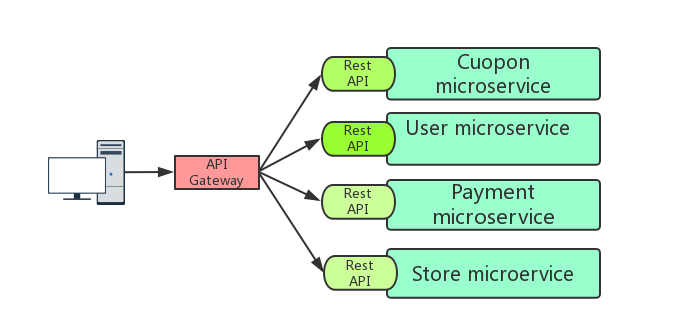 Rest
API
Cuopon
microservice
Rest
API
User microservice
API
Gateway
Rest
API
Payment
microservice
Rest
API
Store microervice